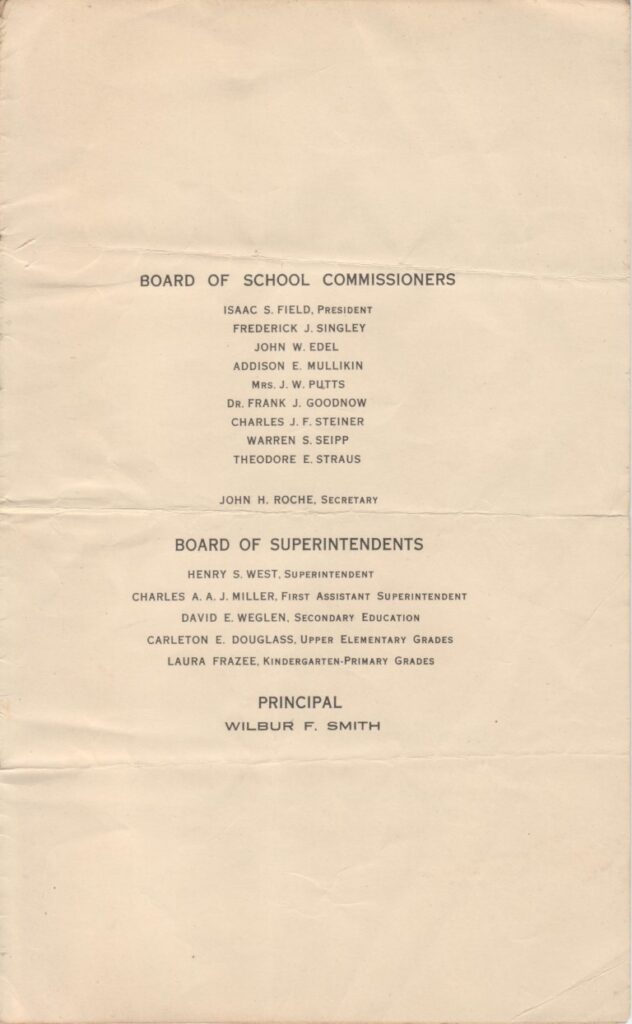 BOARD OF SCHOOL COMMISSIONERS
ISAAC S. FIELD, PRESIDENT
FREDERICK J. SINGLEY
JOHN W. EDEL
ADDISON E. MULLIKIN
MRS. J. W. PUTTS
DR. FRANK J. GOODNOW
CHARLES J. F. STEINER
WARREN S. SEIPP
THEODORE E. STRAUS
JOHN H. ROCHE, SECRETARY
BOARD OF SUPERINTENDENTS
HENRY S. WEST, SUPERINTENDENT
CHARLES A. A. J. MILLER, FIRST ASSISTANT SUPERINTENDENT
DAVID E. WEGLEN, SECONDARY EDUCATION
CARLETON E. DOUGLASS, UPPER ELEMENTARY GRADES
LAURA FRAZEE, KINDERGARTEN-PRIMARY GRADES
PRINCIPAL
WILBUR F. SMITH